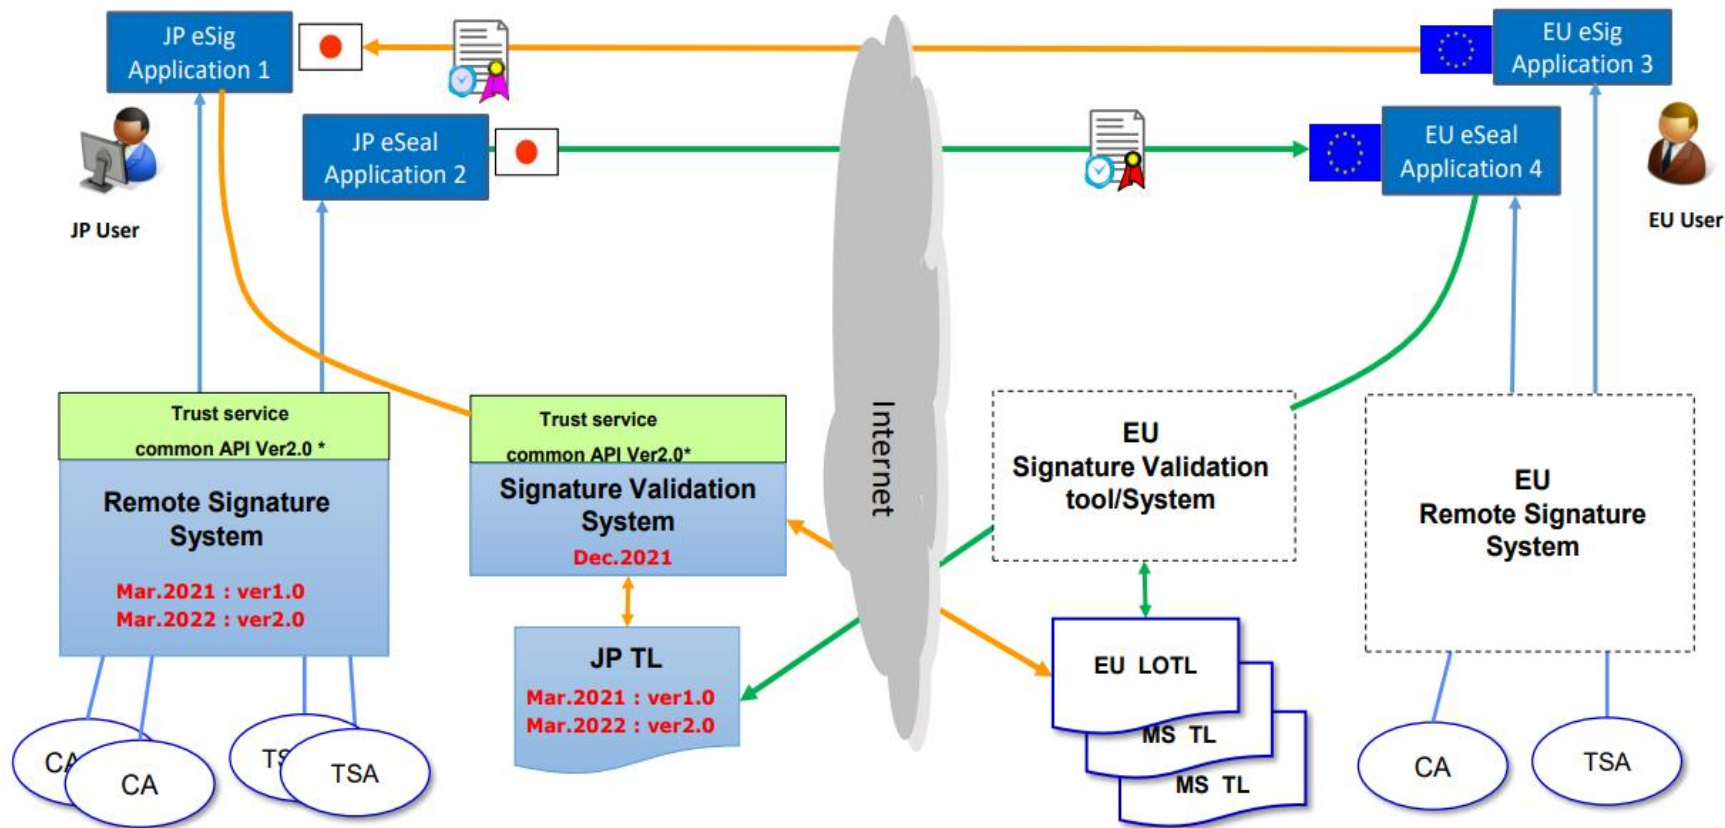 JP eSig
Application 1
EU eSig
Application 3
JP eSeal
Application 2
EU eSeal
Application 4
JP User
EU User
Trust service
common API Ver2.0 *
Remote Signature
System
Mar.2021 : ver1.0
Mar.2022 : ver2.0
Trust service
common API Ver2.0*
Signature Validation
System
Dec.2021
JP TL
Mar.2021 : ver1.0
Mar.2022 : ver2.0
Internet
EU
Signature Validation
tool/System
EU
Remote Signature
System
EU LOTL
MS TL
MS TL
CA
CA
TS
TSA
CA
TSA